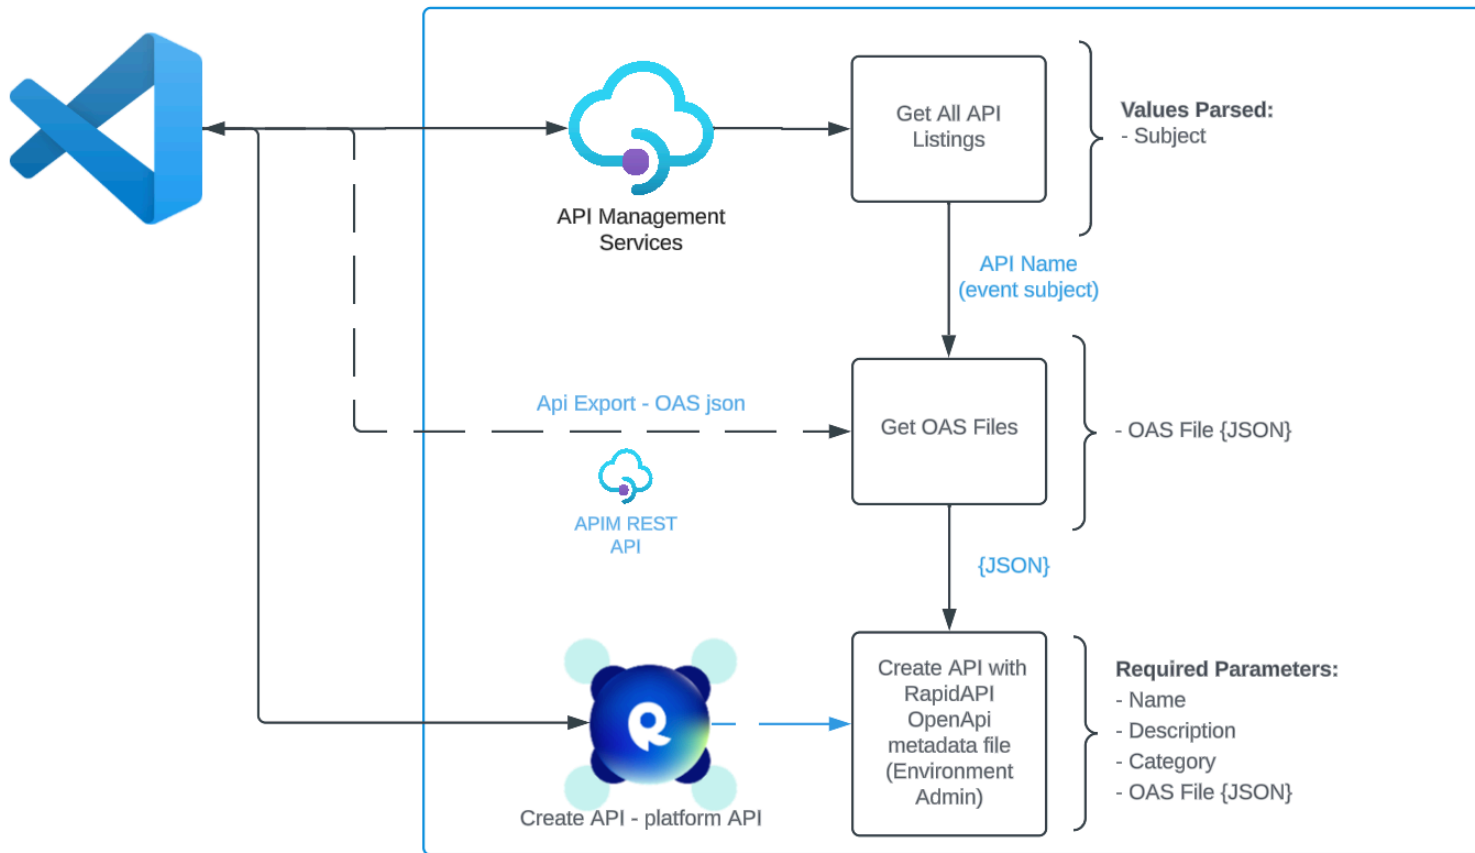 API Management
Services
Get All API
Listings
Values Parsed:
- Subject
API Name
(event subject)
Api Export - OAS json
APIM REST
API
Get OAS Files
- OAS File {JSON}
{JSON}
Create API - platform API
Create API with
RapidAPI
OpenApi
metadata file
(Environment
Admin)
Required Parameters:
- Name
- Description
- Category
- OAS File {JSON}